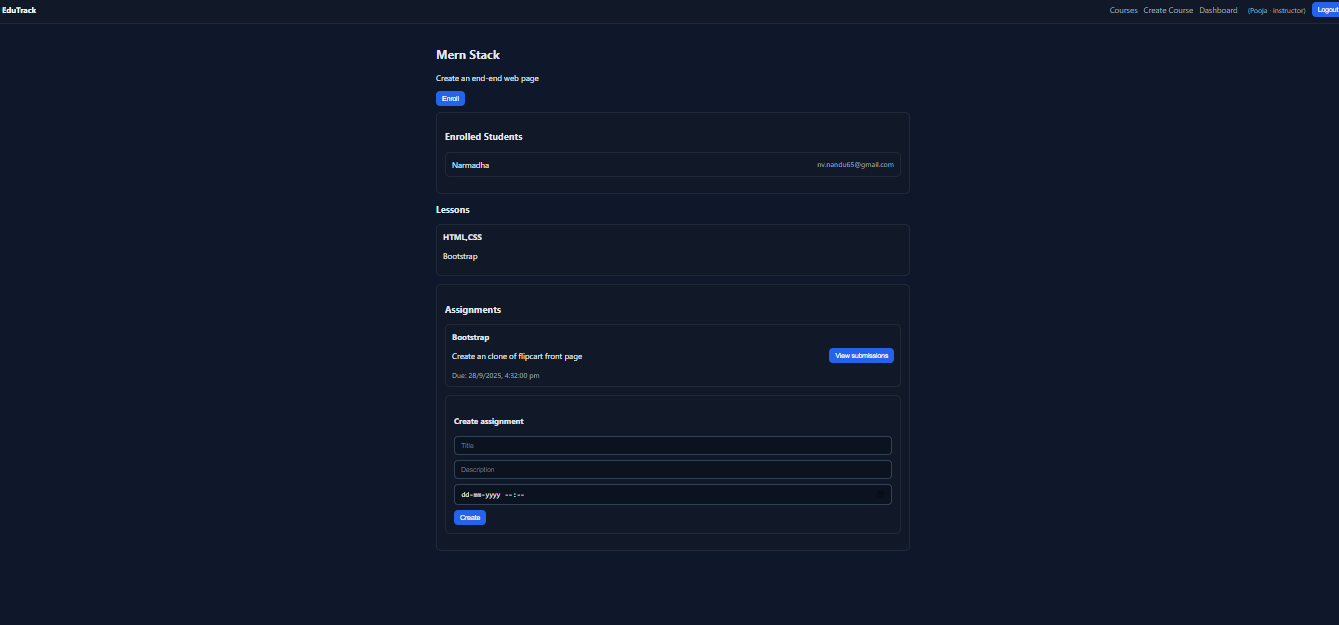 EduTrack
Courses Create Course Dashboard (Pooja · instructor) Logout
Mern Stack
Create an end-end web page
Enroll
Enrolled Students
Narmadha nv.nandu65@gmail.com
Lessons
HTML,CSS
Bootstrap
Assignments
Bootstrap
Create an clone of flipcart front page
View submissions
Due: 28/9/2025, 4:32:00 pm
Create assignment
Title
Description
dd-mm-yyyy --:--
Create